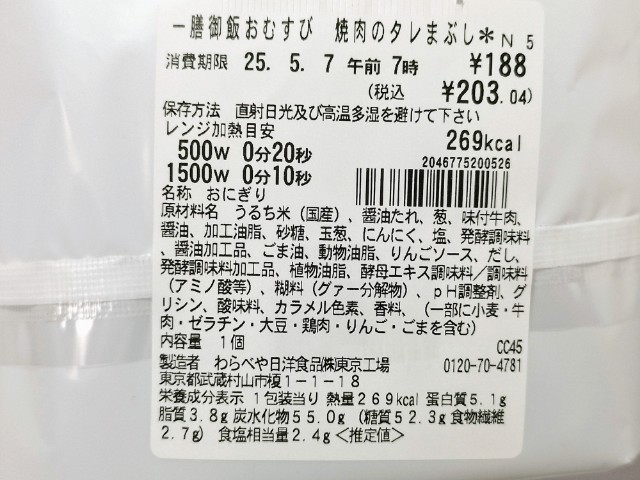 一膳御飯おむすび 焼肉のタレまぶし＊N 5
消費期限 25. 5. 7 午前 7時 ¥188
(税込 ¥203.04)
保存方法 直射日光及び高温多湿を避けて下さい
レンジ加熱目安 269kcal
500W 0分20秒
2046775200526
1500W 0分10秒
名称 おにぎり
原材料名 うるち米（国産）、醤油たれ、葱、味付牛肉、
醤油、加工油脂、砂糖、玉葱、にんにく、塩、発酵調味料
、醤油加工品、ごま油、動物油脂、りんごソース、だし、
発酵調味料加工品、植物油脂、酵母エキス調味料／調味料
（アミノ酸等）、糊料（グァー分解物）、ｐH調整剤、グ
リシン、酸味料、カラメル色素、香料、（一部に小麦・牛
肉・ゼラチン・大豆・鶏肉・りんご・ごまを含む）
内容量 １個 CC45
製造者 わらべや日洋食品㈱東京工場 0120-70-4781
東京都武蔵村山市榎１－１－１８
栄養成分表示 １包装当り 熱量２６９kcal 蛋白質５.１g
脂質３.８g 炭水化物５５.０g （糖質５２.３g 食物繊維
２.７g） 食塩相当量２.４g＜推定値＞